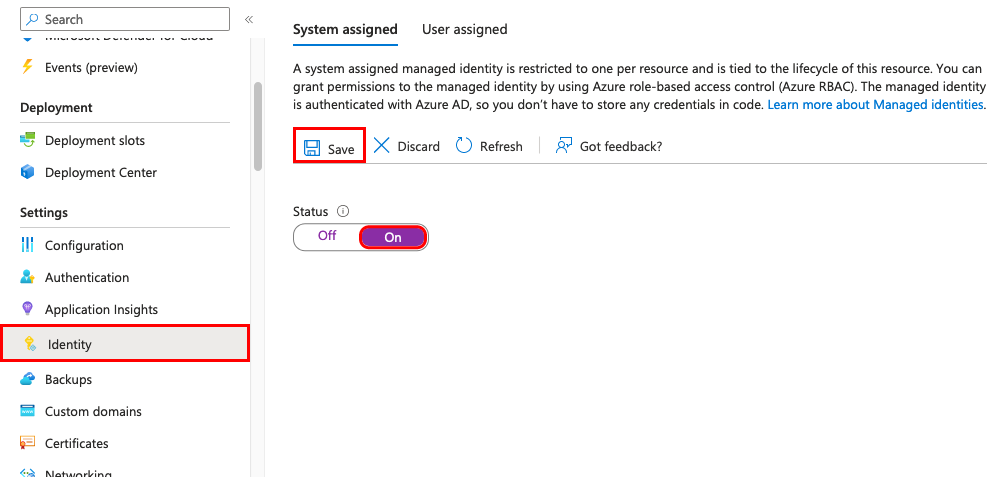 Search
«
Microsoft Defender for Cloud
Events (preview)
Deployment
Deployment slots
Deployment Center
Settings
Configuration
Authentication
Application Insights
Identity
Backups
Custom domains
Certificates
Networking
System assigned User assigned
A system assigned managed identity is restricted to one per resource and is tied to the lifecycle of this resource. You can
grant permissions to the managed identity by using Azure role-based access control (Azure RBAC). The managed identity
is authenticated with Azure AD, so you don’t have to store any credentials in code. Learn more about Managed identities.
Save Discard Refresh Got feedback?
Status
Off On